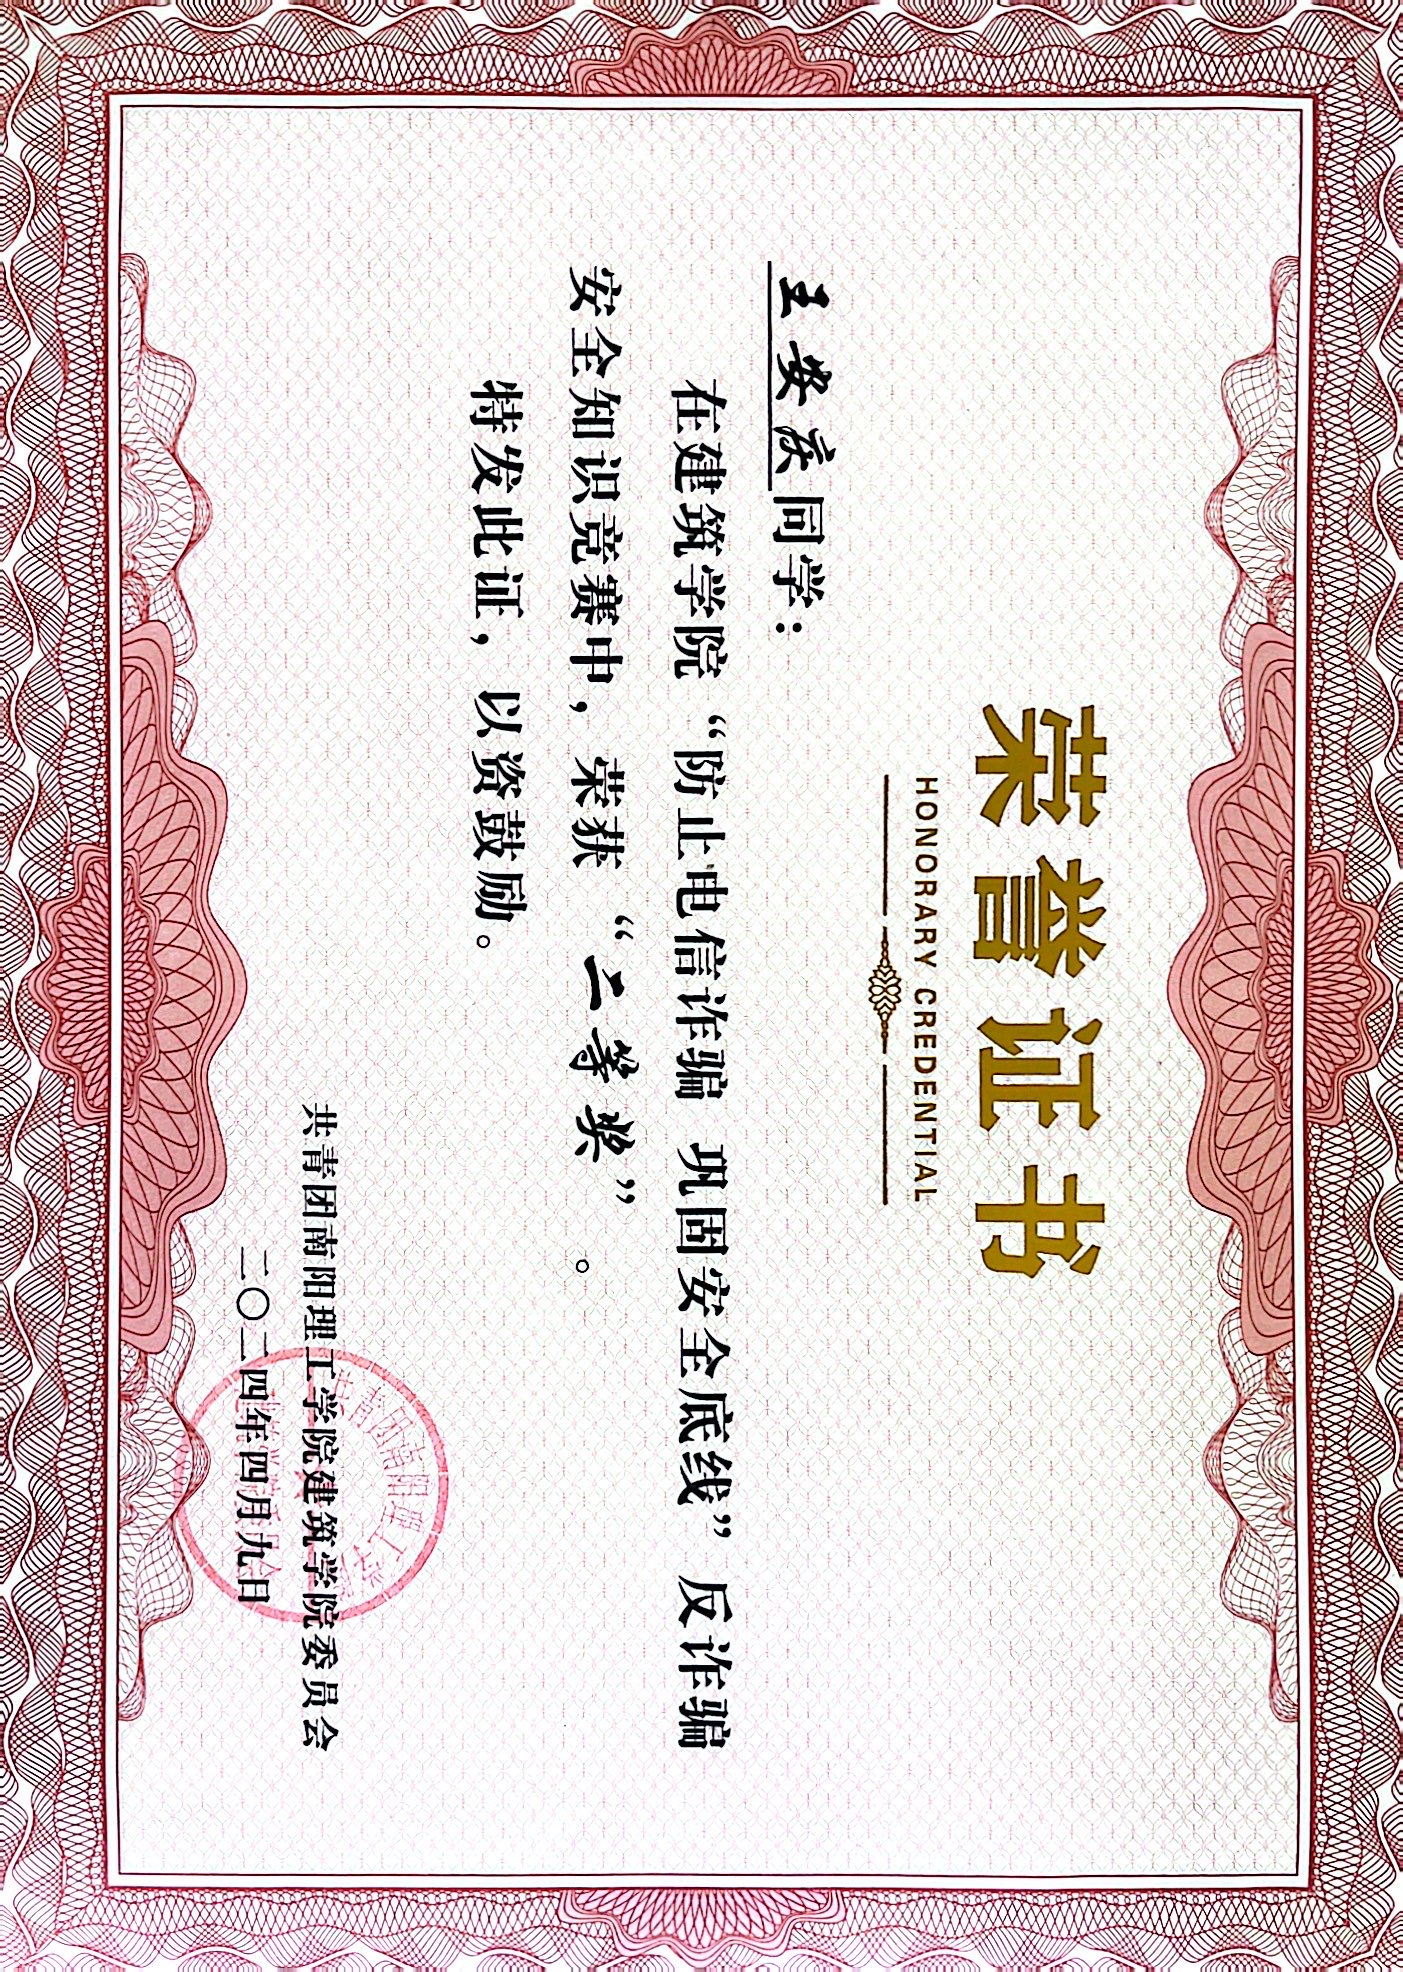 荣誉证书
HONORARY CREDENTIAL
王安庆同学：
在建筑学院“防止电信诈骗 巩固安全底线”反诈骗
安全知识竞赛中，荣获“二等奖”。
特发此证，以资鼓励。
共青团南阳理工学院建筑学院委员会
二〇二四年四月九日